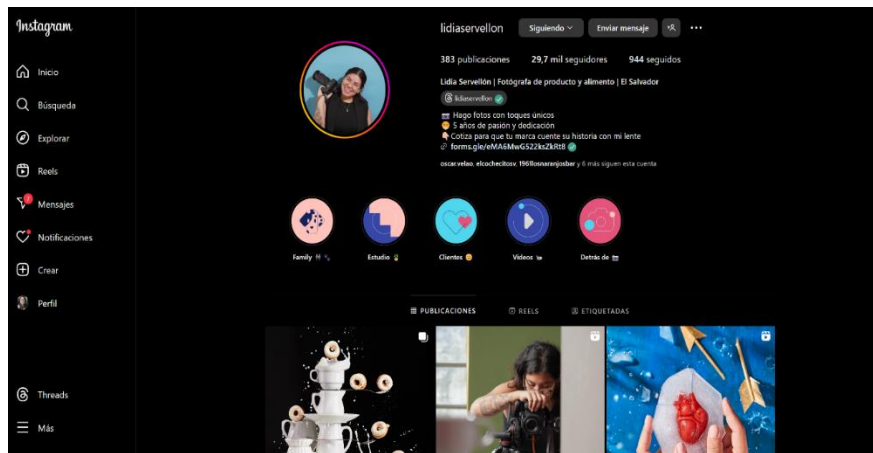 Instagram
Inicio
Búsqueda
Explorar
Reels
7
Mensajes
Notificaciones
Crear
Perfil
Threads
Más
lidiaservellon Siguiendo Enviar mensaje
383 publicaciones 29,7 mil seguidores 944 seguidos
Lidia Servellón | Fotógrafa de producto y alimento | El Salvador
lidiaservellon
Hago fotos con toques únicos
5 años de pasión y dedicación
Cotiza para que tu marca cuente su historia con mi lente
oscar.velao, elcochecitosv, 1961losnaranjosbar y 6 más siguen esta cuenta
Family Estudio Clientes Videos Detrás de
PUBLICACIONES REELS ETIQUETADAS